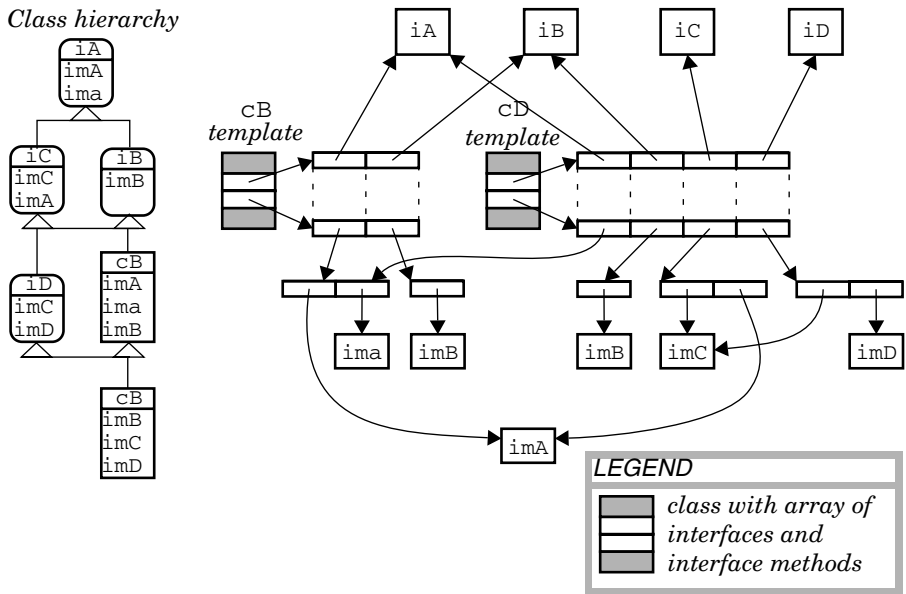 Class hierarchy
iA
imA
ima
iC
imC
imA
iB
imB
iD
imC
imD
cB
imA
ima
imB
cB
imB
imC
imD
iA
iB
iC
iD
cB
template
cD
template
ima
imB
imB
imC
imD
imA
LEGEND
class with array of
interfaces and
interface methods